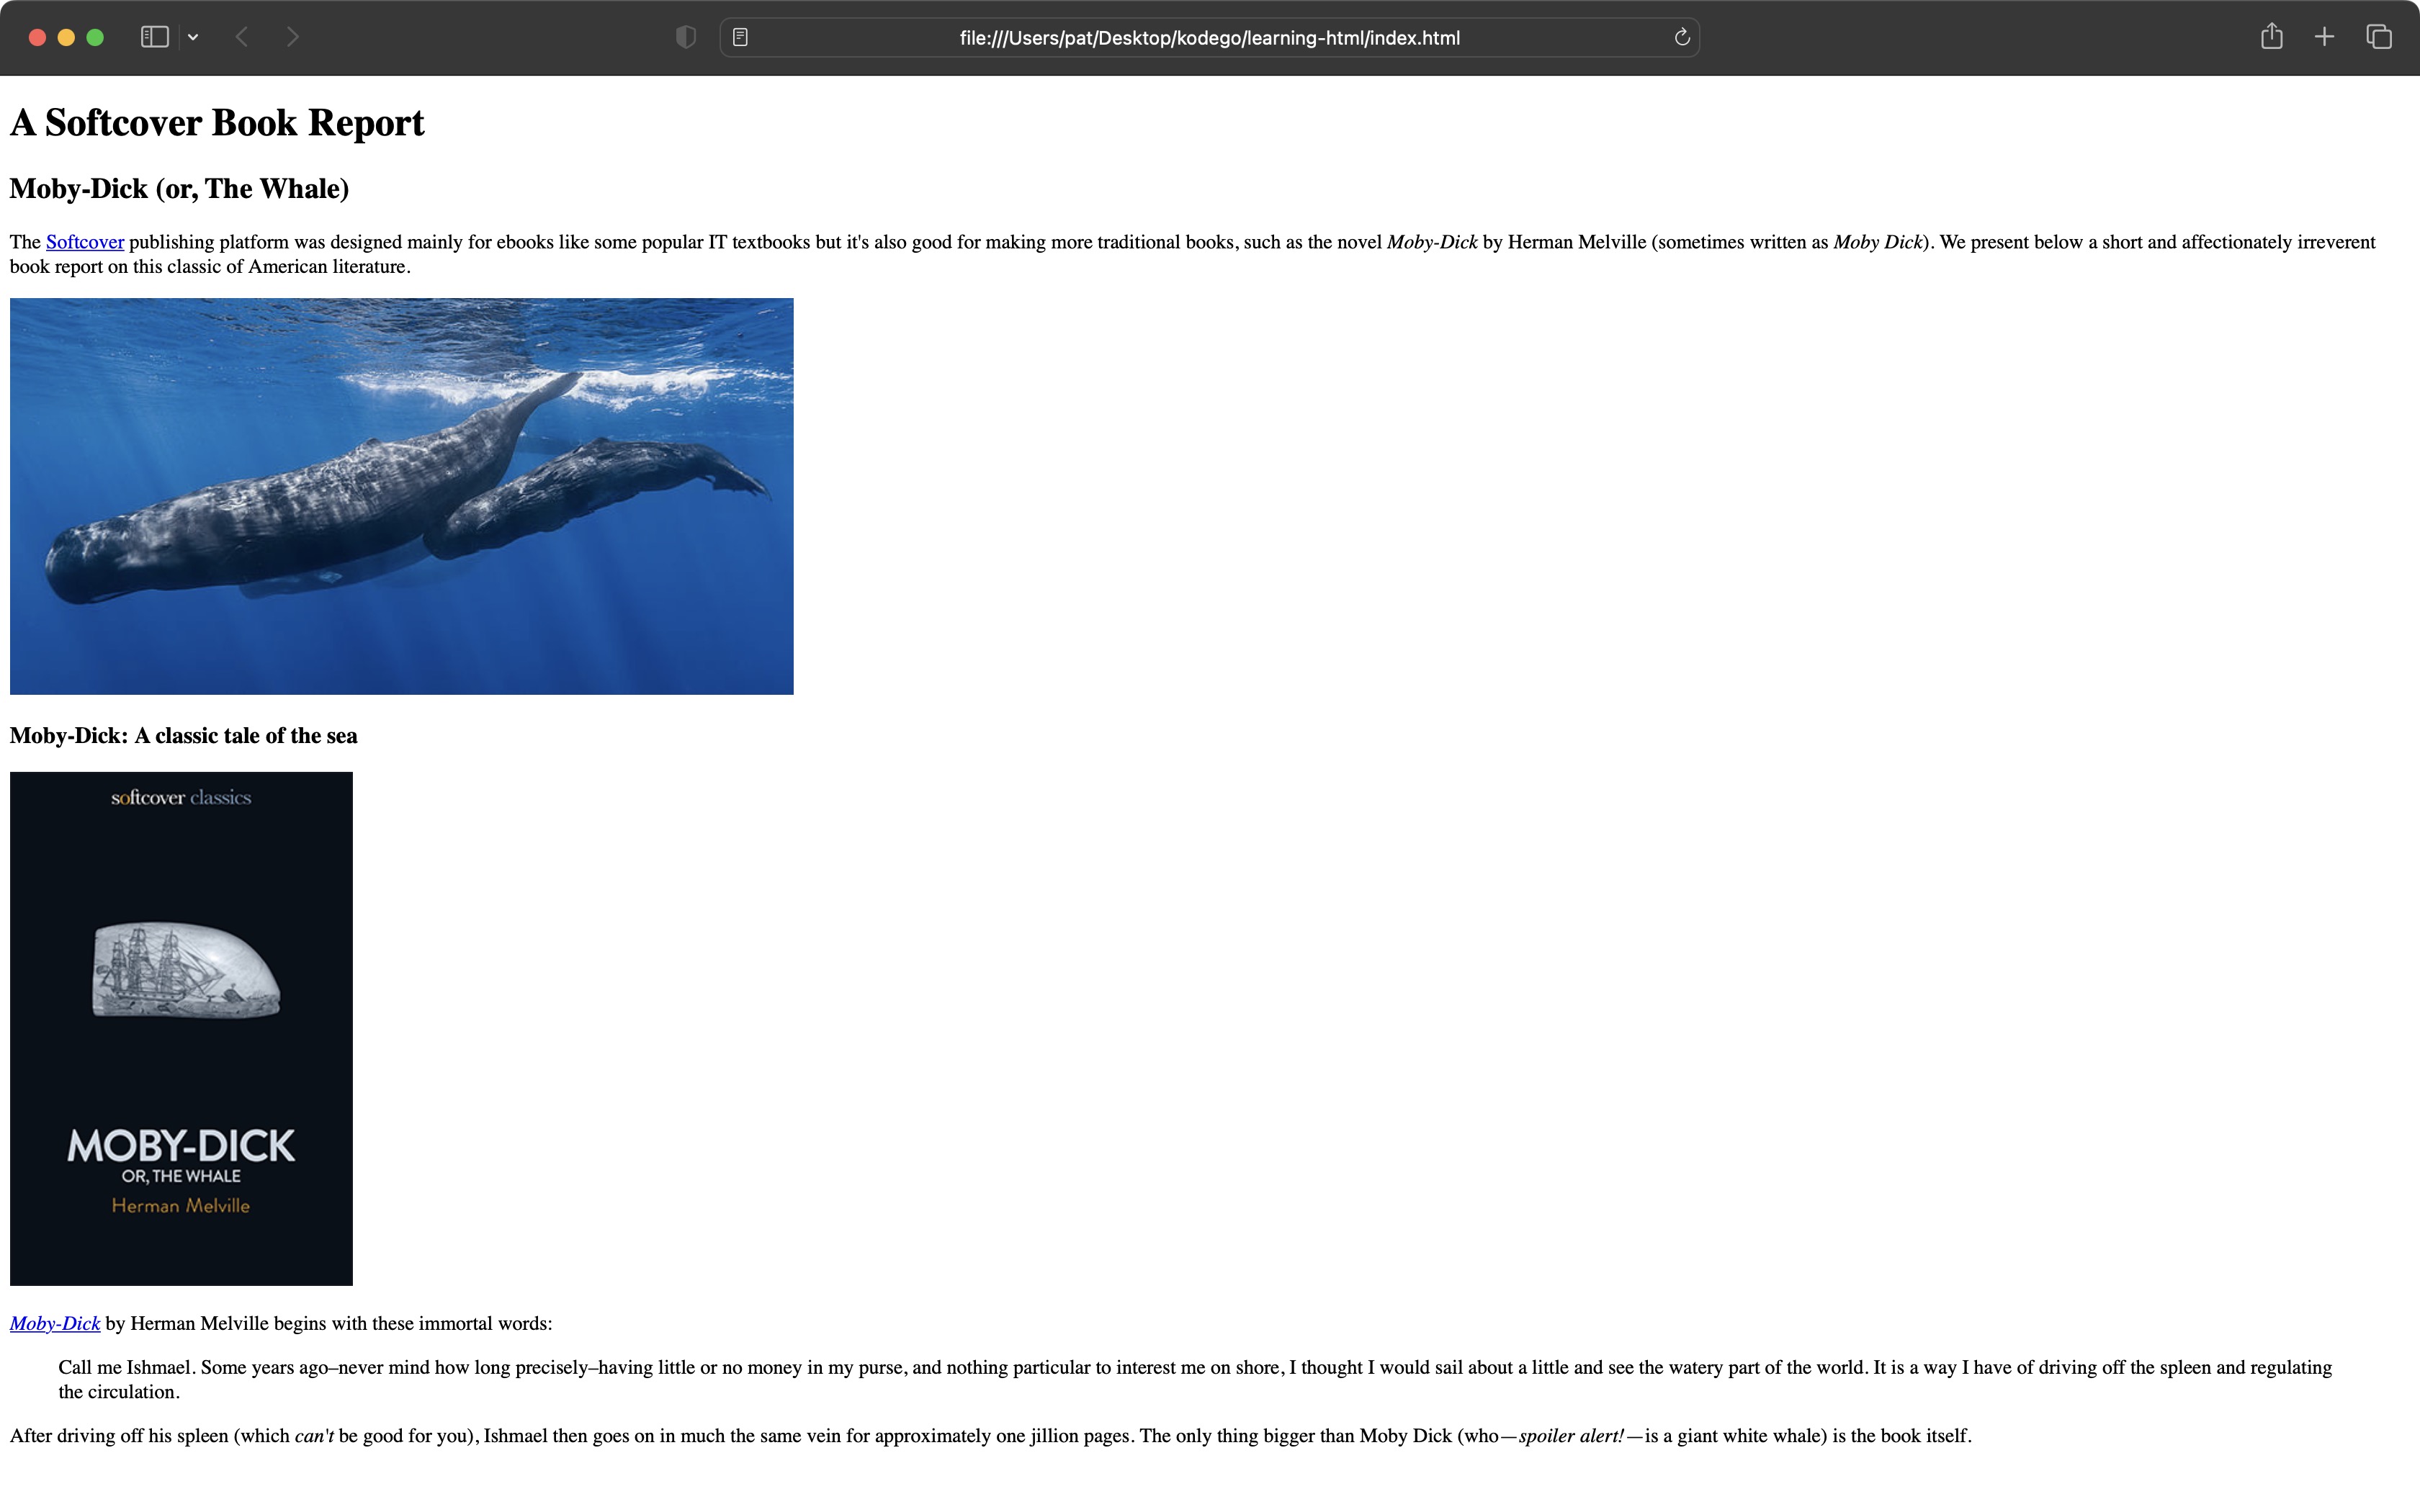 file:///Users/pat/Desktop/kodego/learning-html/index.html
A Softcover Book Report
Moby-Dick (or, The Whale)
The Softcover publishing platform was designed mainly for ebooks like some popular IT textbooks but it's also good for making more traditional books, such as the novel Moby-Dick by Herman Melville (sometimes written as Moby Dick). We present below a short and affectionately irreverent
book report on this classic of American literature.
Moby-Dick: A classic tale of the sea
softcover classics
MOBY-DICK
OR, THE WHALE
Herman Melville
Moby-Dick by Herman Melville begins with these immortal words:
Call me Ishmael. Some years ago–never mind how long precisely–having little or no money in my purse, and nothing particular to interest me on shore, I thought I would sail about a little and see the watery part of the world. It is a way I have of driving off the spleen and regulating
the circulation.
After driving off his spleen (which can't be good for you), Ishmael then goes on in much the same vein for approximately one jillion pages. The only thing bigger than Moby Dick (who—spoiler alert!—is a giant white whale) is the book itself.